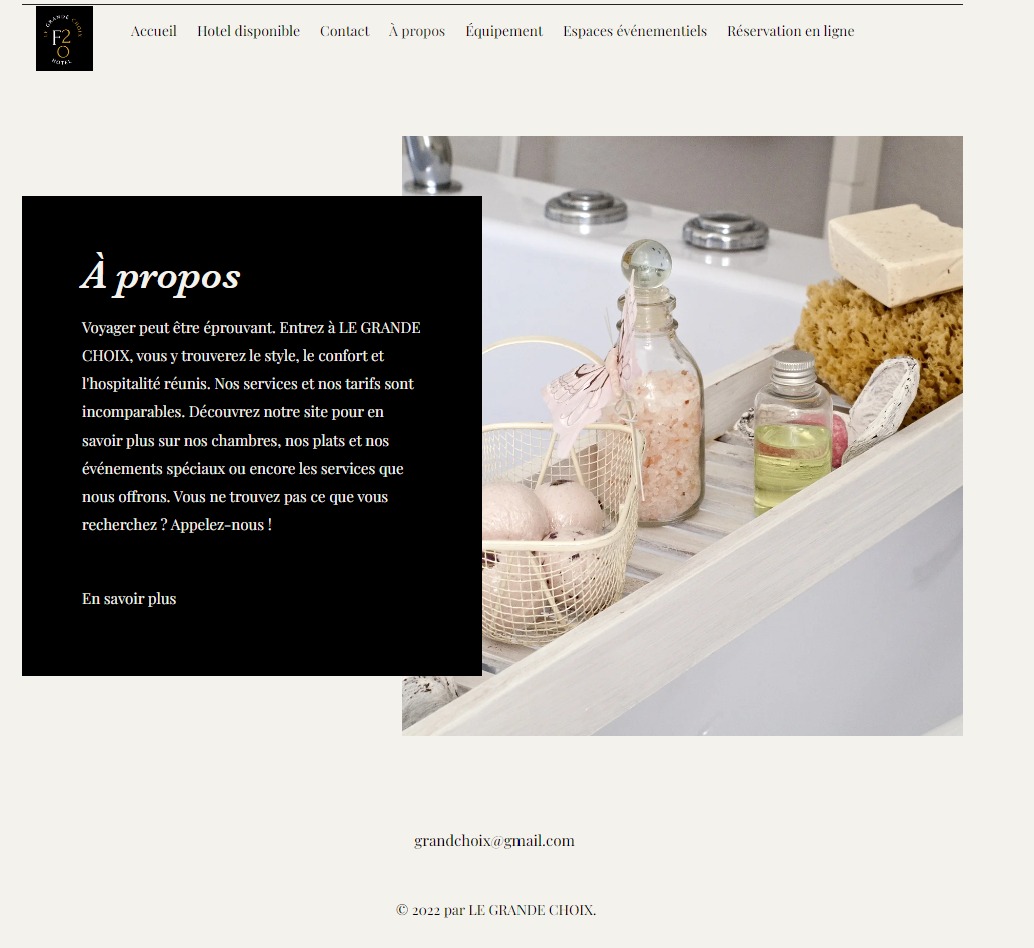 LE GRANDE CHOIX
F2
O
HOTEL
Accueil Hotel disponible Contact À propos Équipement Espaces événementiels Réservation en ligne
À propos
Voyager peut être éprouvant. Entrez à LE GRANDE
CHOIX, vous y trouverez le style, le confort et
l'hospitalité réunis. Nos services et nos tarifs sont
incomparables. Découvrez notre site pour en
savoir plus sur nos chambres, nos plats et nos
événements spéciaux ou encore les services que
nous offrons. Vous ne trouvez pas ce que vous
recherchez ? Appelez-nous !
En savoir plus
grandchoix@gmail.com
© 2022 par LE GRANDE CHOIX.